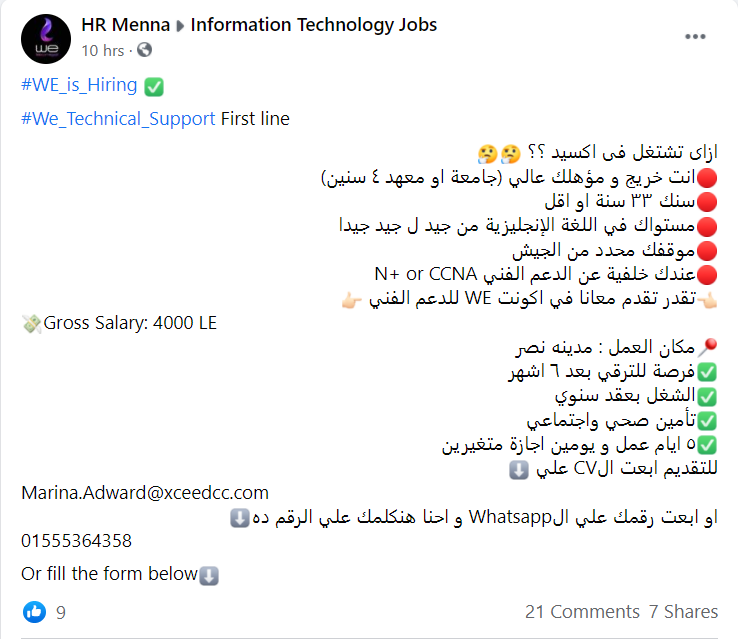 HR Menna ▸ Information Technology Jobs
we
10 hrs ·
#WE_is_Hiring ✅
#We_Technical_Support First line
ازاى تشتغل فى اكسيد ؟؟ 🤔🤔
🔴انت خريج و مؤهلك عالي (جامعة او معهد ٤ سنين)
🔴سنك ٣٣ سنة او اقل
🔴مستواك في اللغة الإنجليزية من جيد ل جيد جيدا
🔴موقفك محدد من الجيش
🔴عندك خلفية عن الدعم الفني N+ or CCNA
👈🏻تقدر تقدم معانا في اكونت WE للدعم الفني 👉🏻
💸Gross Salary: 4000 LE
📍مكان العمل : مدينه نصر
✅فرصة للترقي بعد ٦ اشهر
✅الشغل بعقد سنوي
✅تأمين صحي واجتماعي
✅٥ ايام عمل و يومين اجازة متغيرين
للتقديم ابعت الCV علي ⬇️
Marina.Adward@xceedcc.com
او ابعت رقمك علي الWhatsapp و احنا هنكلمك علي الرقم ده⬇️
01555364358
Or fill the form below⬇️
9
21 Comments 7 Shares